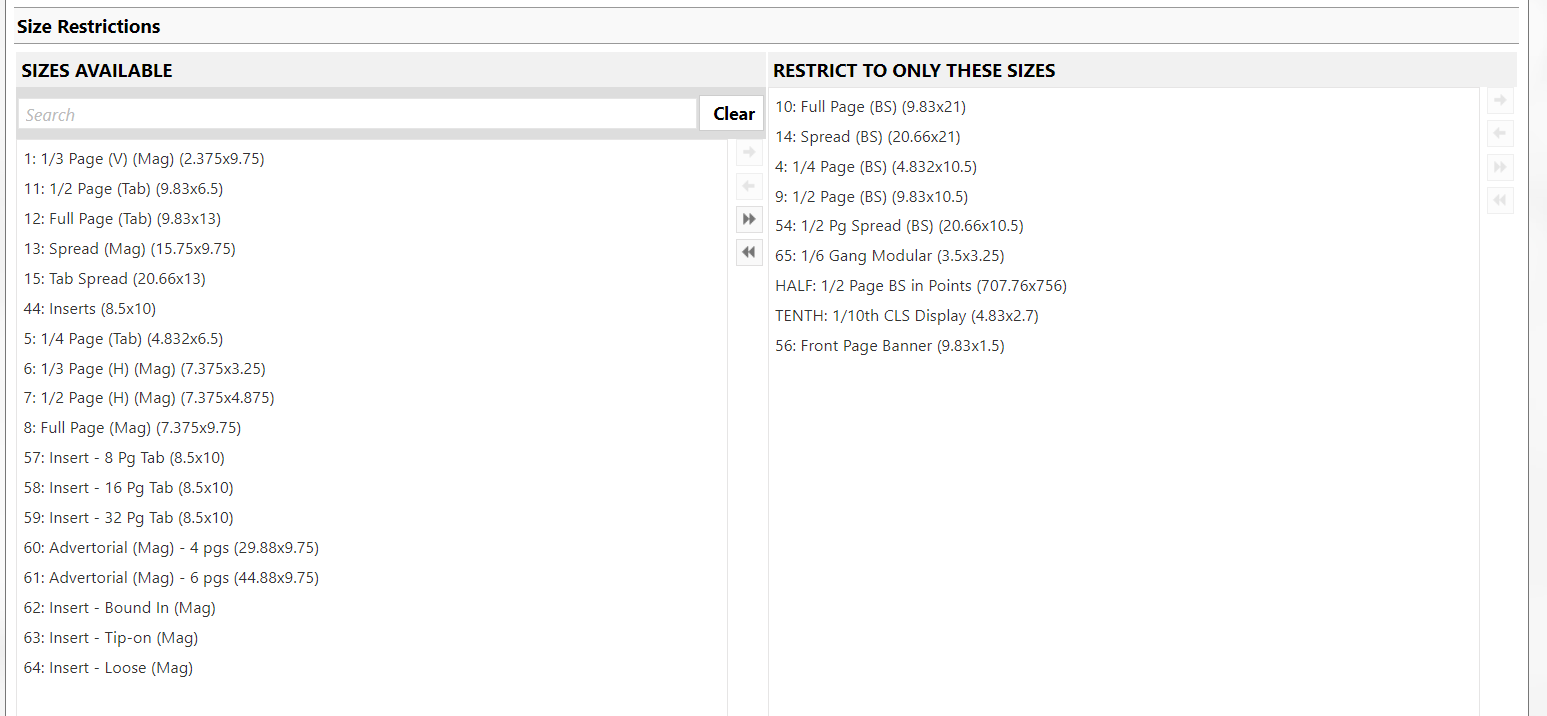 Size Restrictions
SIZES AVAILABLE
Search
Clear
1: 1/3 Page (V) (Mag) (2.375x9.75)
11: 1/2 Page (Tab) (9.83x6.5)
12: Full Page (Tab) (9.83x13)
13: Spread (Mag) (15.75x9.75)
15: Tab Spread (20.66x13)
44: Inserts (8.5x10)
5: 1/4 Page (Tab) (4.832x6.5)
6: 1/3 Page (H) (Mag) (7.375x3.25)
7: 1/2 Page (H) (Mag) (7.375x4.875)
8: Full Page (Mag) (7.375x9.75)
57: Insert - 8 Pg Tab (8.5x10)
58: Insert - 16 Pg Tab (8.5x10)
59: Insert - 32 Pg Tab (8.5x10)
60: Advertorial (Mag) - 4 pgs (29.88x9.75)
61: Advertorial (Mag) - 6 pgs (44.88x9.75)
62: Insert - Bound In (Mag)
63: Insert - Tip-on (Mag)
64: Insert - Loose (Mag)
RESTRICT TO ONLY THESE SIZES
10: Full Page (BS) (9.83x21)
14: Spread (BS) (20.66x21)
4: 1/4 Page (BS) (4.832x10.5)
9: 1/2 Page (BS) (9.83x10.5)
54: 1/2 Pg Spread (BS) (20.66x10.5)
65: 1/6 Gang Modular (3.5x3.25)
HALF: 1/2 Page BS in Points (707.76x756)
TENTH: 1/10th CLS Display (4.83x2.7)
56: Front Page Banner (9.83x1.5)